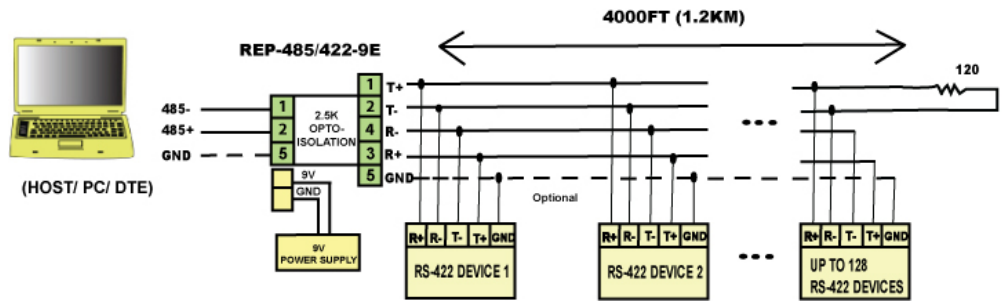 4000FT (1.2KM)
REP-485/422-9E
120
485-
485+
GND
(HOST/ PC/ DTE)
1
2
5
2.5K
OPTO-
ISOLATION
1
2
4
3
5
T+
T-
R-
R+
GND
Optional
9V
GND
9V
POWER SUPPLY
R+ R- T- T+ GND
RS-422 DEVICE 1
R+ R- T- T+ GND
RS-422 DEVICE 2
R+ R- T- T+ GND
UP TO 128
RS-422 DEVICES